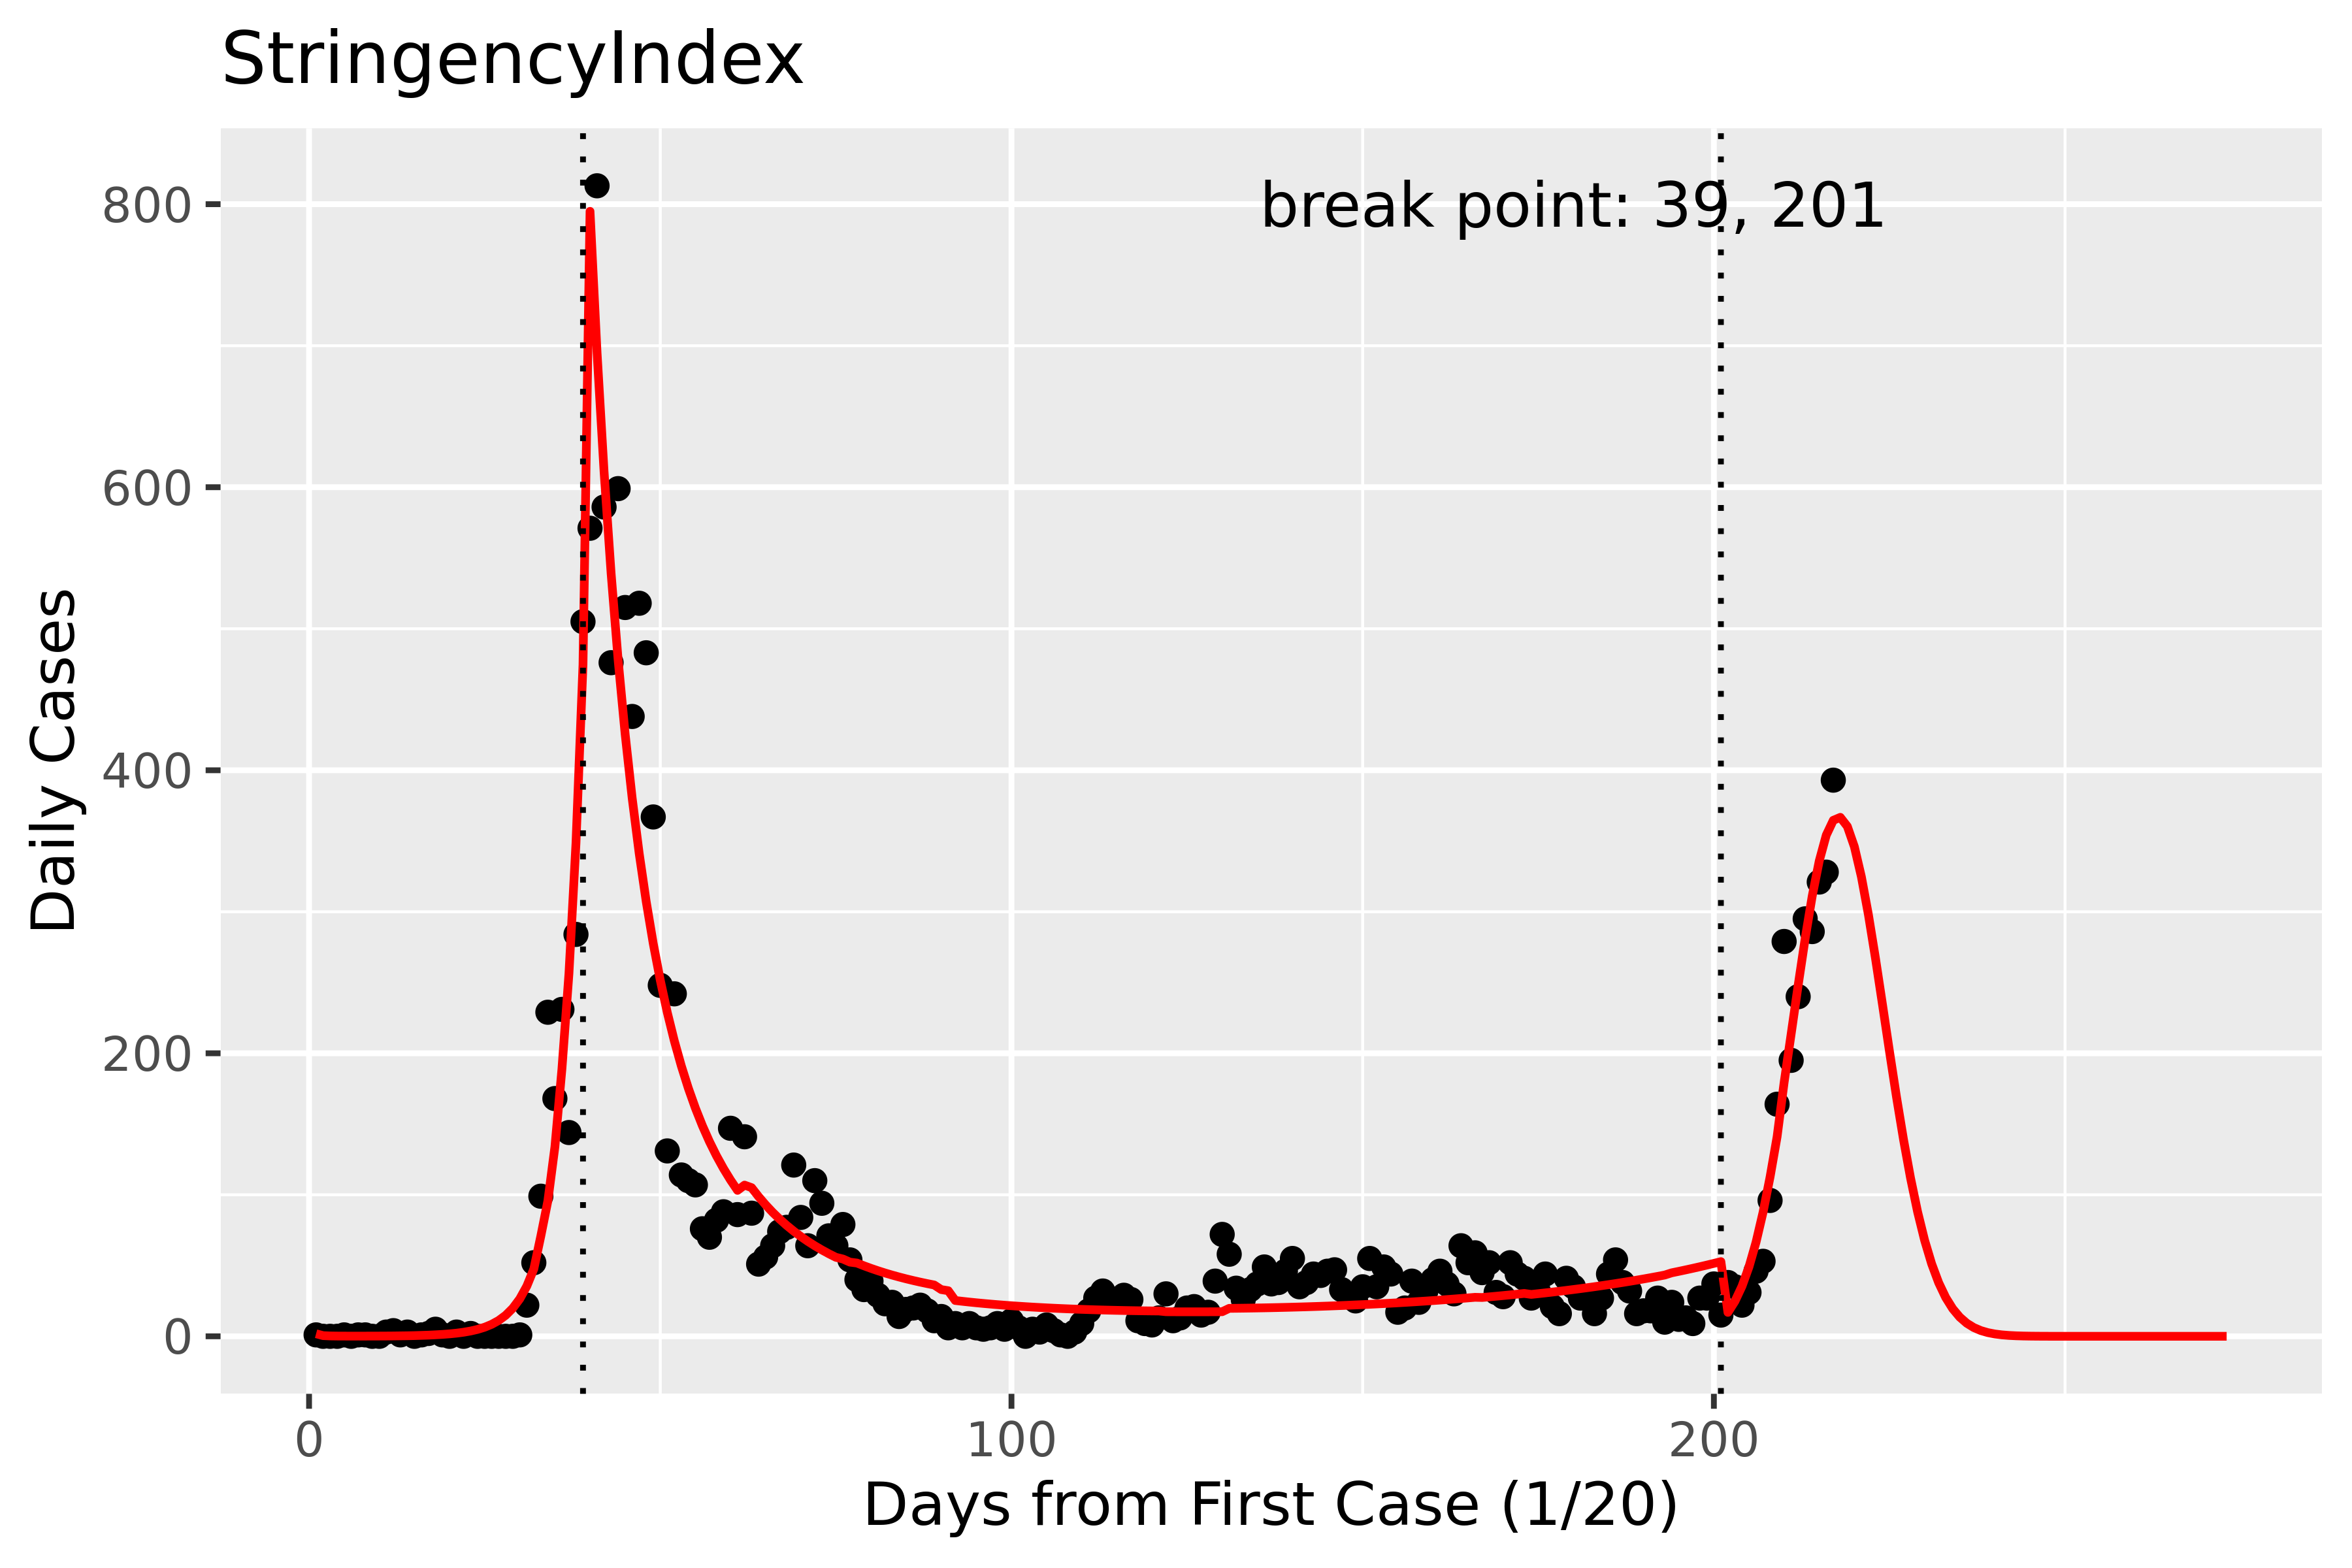 StringencyIndex
break point: 39, 201
Daily Cases
800
600
400
200
0
0 100 200
Days from First Case (1/20)